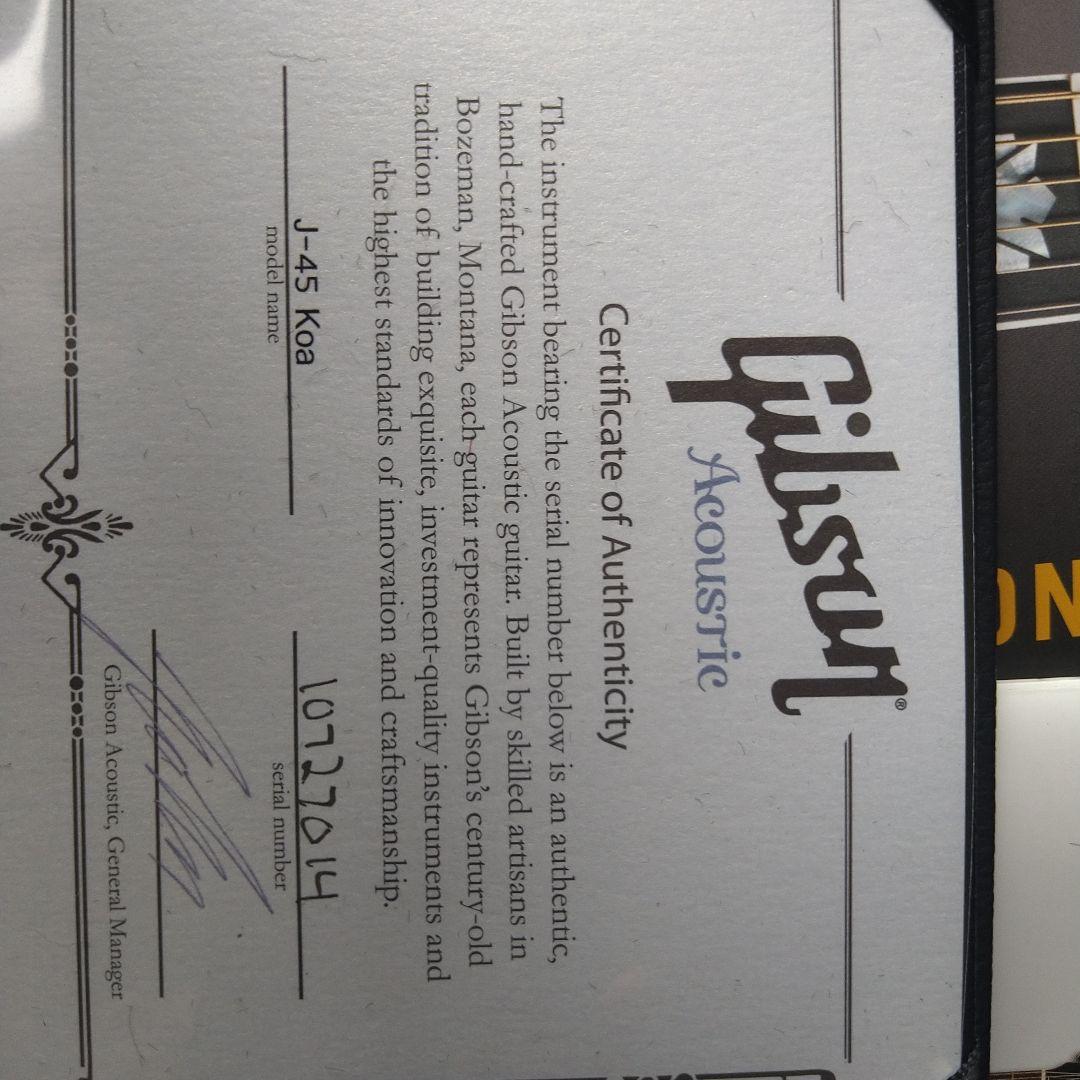 Gibson®
Acoustic
Certificate of Authenticity
The instrument bearing the serial number below is an authentic,
hand-crafted Gibson Acoustic guitar. Built by skilled artisans in
Bozeman, Montana, each guitar represents Gibson's century-old
tradition of building exquisite, investment-quality instruments and
the highest standards of innovation and craftsmanship.
J-45 Koa
model name
10727014
serial number
Gibson Acoustic, General Manager
ON